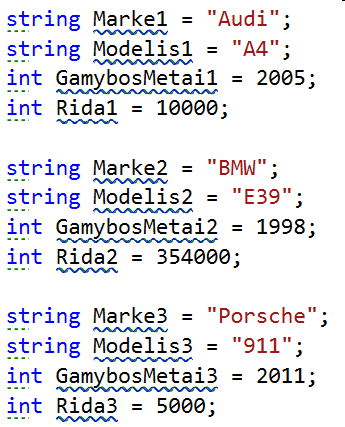 string Marke1 = "Audi";
string Modelis1 = "A4";
int GamybosMetai1 = 2005;
int Rida1 = 10000;
string Marke2 = "BMW";
string Modelis2 = "E39";
int GamybosMetai2 = 1998;
int Rida2 = 354000;
string Marke3 = "Porsche";
string Modelis3 = "911";
int GamybosMetai3 = 2011;
int Rida3 = 5000;